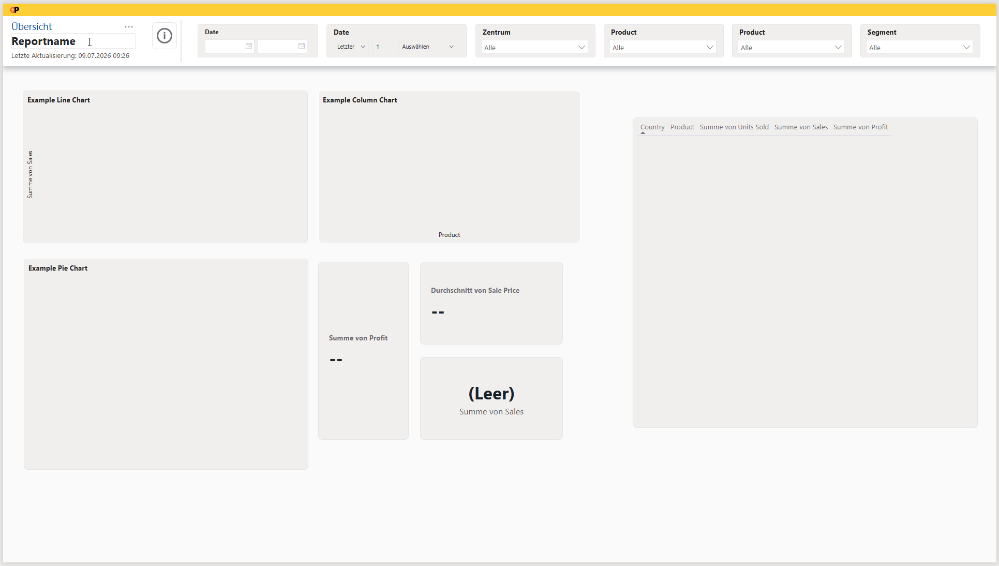 P
Übersicht
Reportname
Letzte Aktualisierung: 09.07.2026 09:26
Date
Date
Letzter 1 Auswählen
Zentrum
Alle
Product
Alle
Product
Alle
Segment
Alle
Example Line Chart
Summe von Sales
Example Column Chart
Product
Country Product Summe von Units Sold Summe von Sales Summe von Profit
Example Pie Chart
Summe von Profit
--
Durchschnitt von Sale Price
--
(Leer)
Summe von Sales